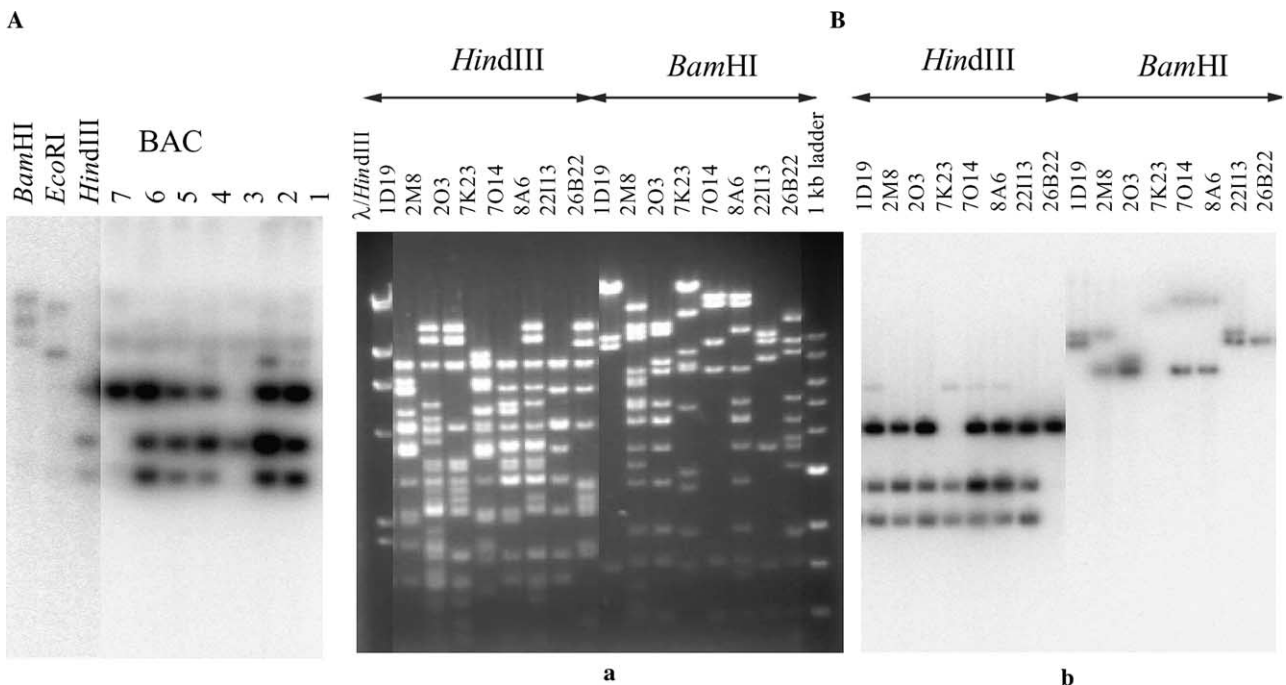 A
B
BamHI
EcoRI
HindIII
BAC
7 6 5 4 3 2 1
HindIII BamHI
λ/HindIII 1D19 2M8 2O3 7K23 7O14 8A6 22I13 26B22 1D19 2M8 2O3 7K23 7O14 8A6 22I13 26B22 1 kb ladder
HindIII BamHI
1D19 2M8 2O3 7K23 7O14 8A6 22I13 26B22 1D19 2M8 2O3 7K23 7O14 8A6 22I13 26B22
a
b